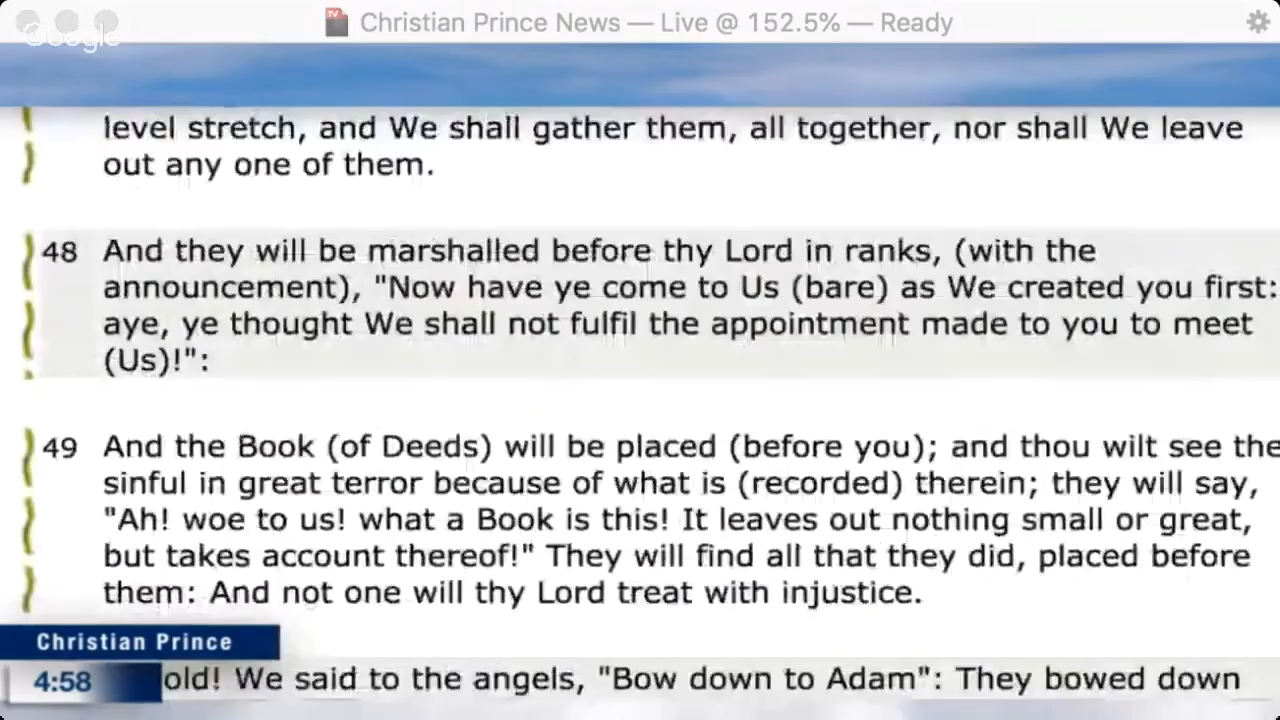 Christian Prince News — Live @ 152.5% — Ready
Google
level stretch, and We shall gather them, all together, nor shall We leave
out any one of them.
48 And they will be marshalled before thy Lord in ranks, (with the
announcement), "Now have ye come to Us (bare) as We created you first:
aye, ye thought We shall not fulfil the appointment made to you to meet
(Us)!":
49 And the Book (of Deeds) will be placed (before you); and thou wilt see the
sinful in great terror because of what is (recorded) therein; they will say,
"Ah! woe to us! what a Book is this! It leaves out nothing small or great,
but takes account thereof!" They will find all that they did, placed before
them: And not one will thy Lord treat with injustice.
Christian Prince
4:58
old! We said to the angels, "Bow down to Adam": They bowed down